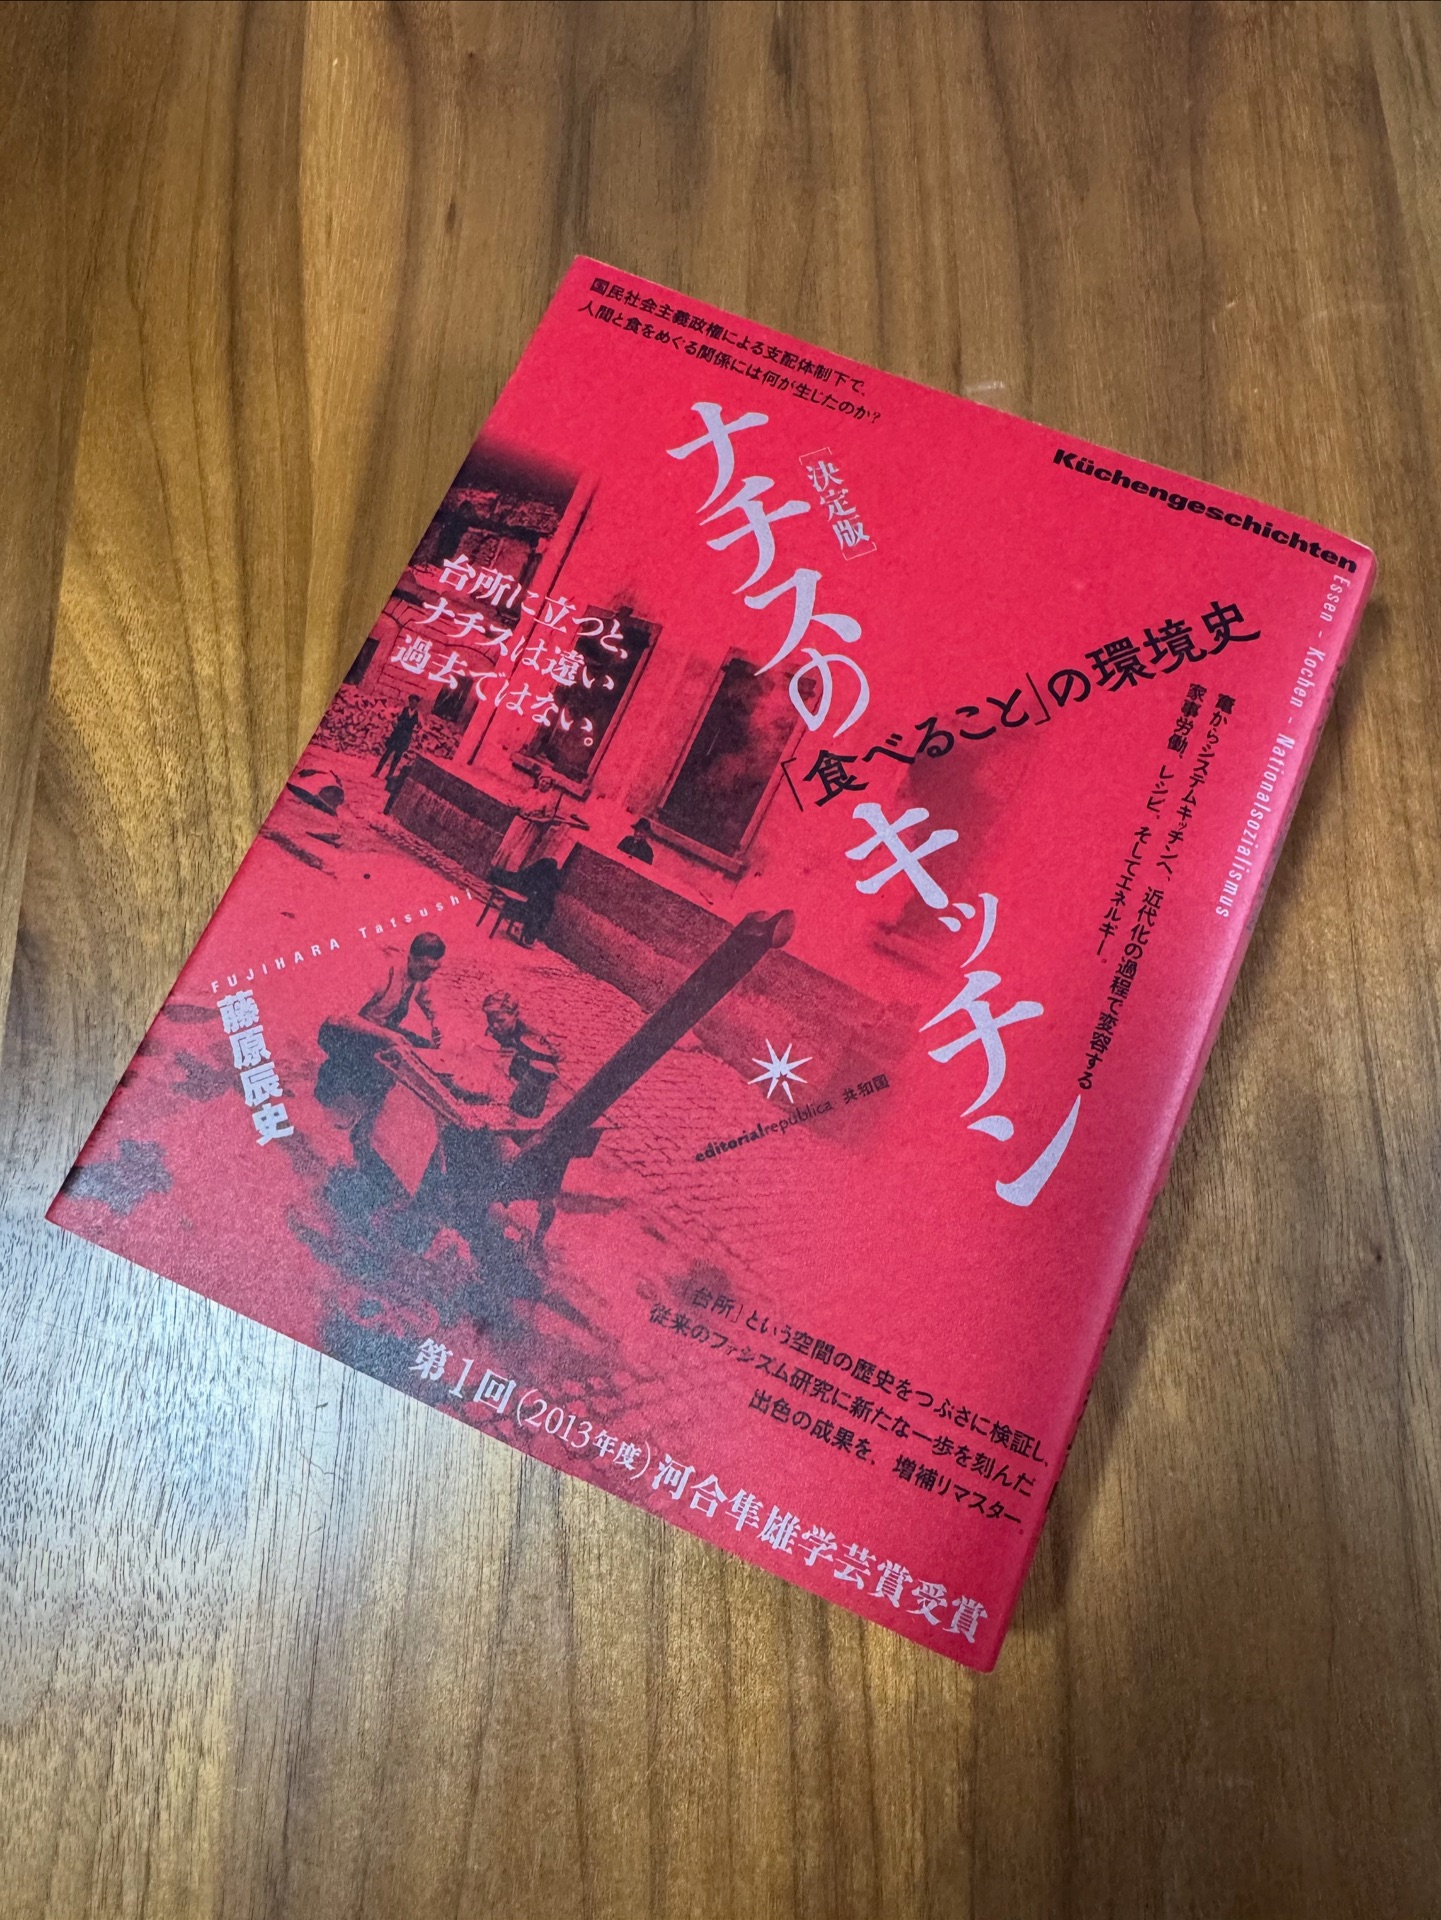 国民社会主義政権による支配体制下で、
人間と食をめぐる関係には何が生じたのか?
Küchengeschichten
Essen - Kochen - Nationalsozialismus
[決定版]
ナチスのキッチン
「食べること」の環境史
竈からシステムキッチンへ、近代化の過程で変容する
家事労働、レシピ、そしてエネルギー。
台所に立つと、
ナチスは遠い
過去ではない。
FUJIHARA Tatsushi
藤原辰史
editorialrepública 共和国
「台所」という空間の歴史をつぶさに検証し、
従来のファシズム研究に新たな一歩を刻んだ
出色の成果を、増補リマスター。
第1回(2013年度)河合隼雄学芸賞受賞